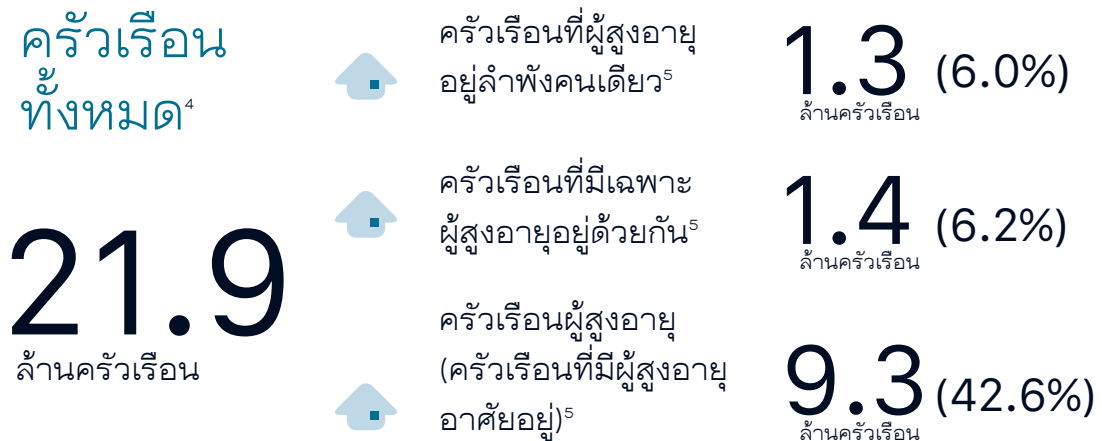 ครัวเรือน
ทั้งหมด⁴
21.9
ล้านครัวเรือน
ครัวเรือนที่ผู้สูงอายุ
อยู่ลำพังคนเดียว⁵
1.3 (6.0%)
ล้านครัวเรือน
ครัวเรือนที่มีเฉพาะ
ผู้สูงอายุอยู่ด้วยกัน⁵
1.4 (6.2%)
ล้านครัวเรือน
ครัวเรือนผู้สูงอายุ
(ครัวเรือนที่มีผู้สูงอายุ
อาศัยอยู่)⁵
9.3 (42.6%)
ล้านครัวเรือน